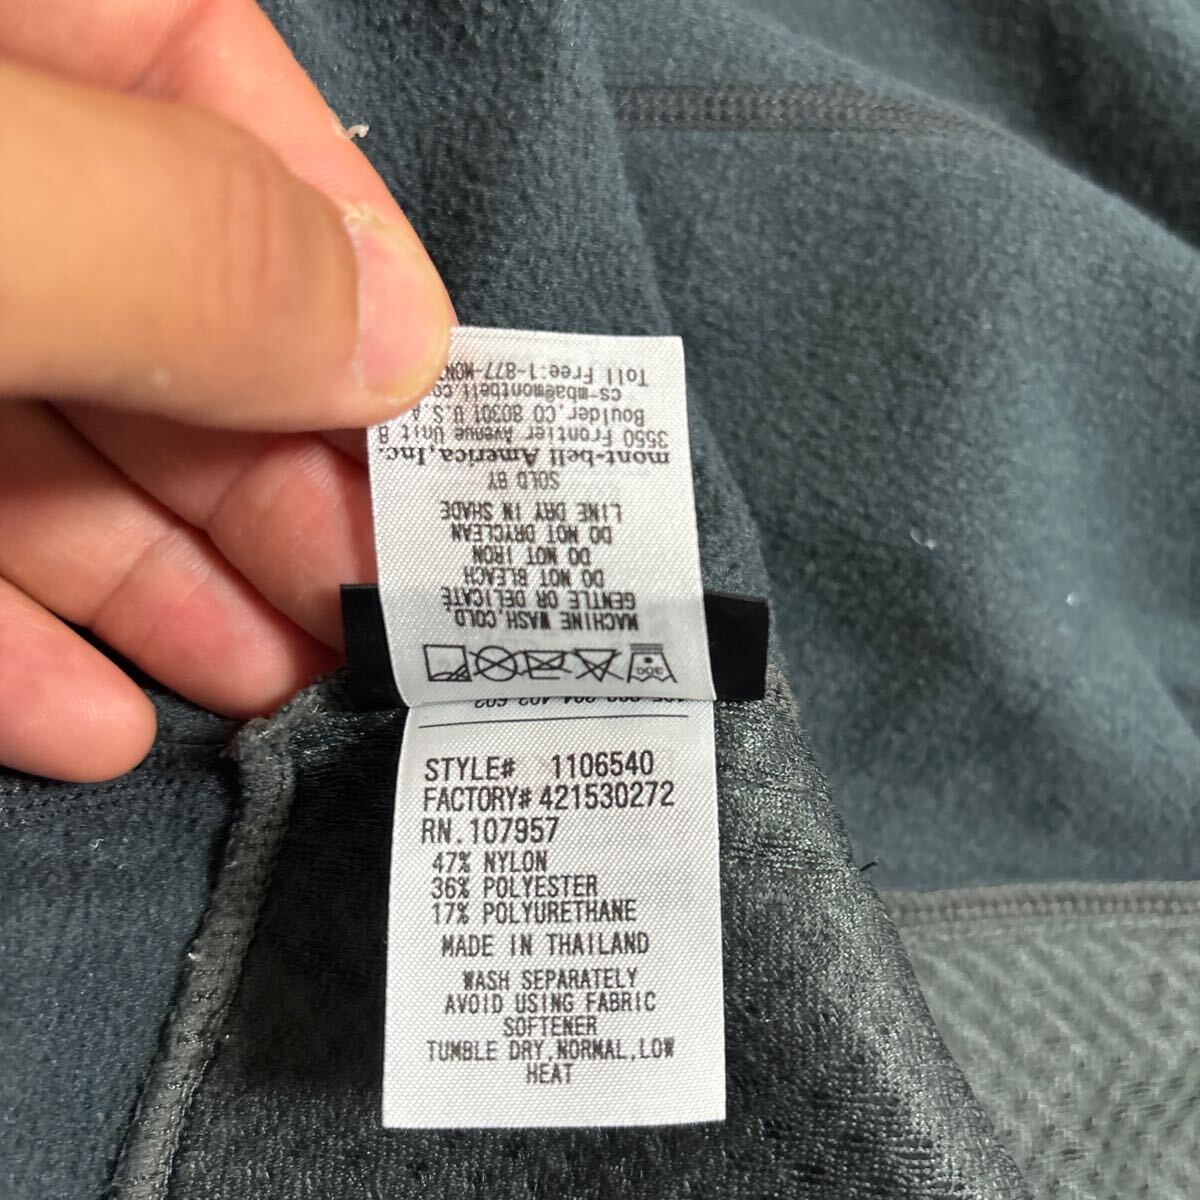 MACHINE WASH,COLD,
GENTLE OR DELICATE
DO NOT BLEACH
DO NOT IRON
DO NOT DRYCLEAN
LINE DRY IN SHADE
SOLD BY
mont-bell America,Inc.
3550 Frontier Avenue Unit B
Boulder,CO 80301 U.S.A
cs-mba@montbell.co
Toll Free:1-877-MON
STYLE# 1106540
FACTORY# 421530272
RN.107957
47% NYLON
36% POLYESTER
17% POLYURETHANE
MADE IN THAILAND
WASH SEPARATELY
AVOID USING FABRIC
SOFTENER
TUMBLE DRY,NORMAL,LOW
HEAT